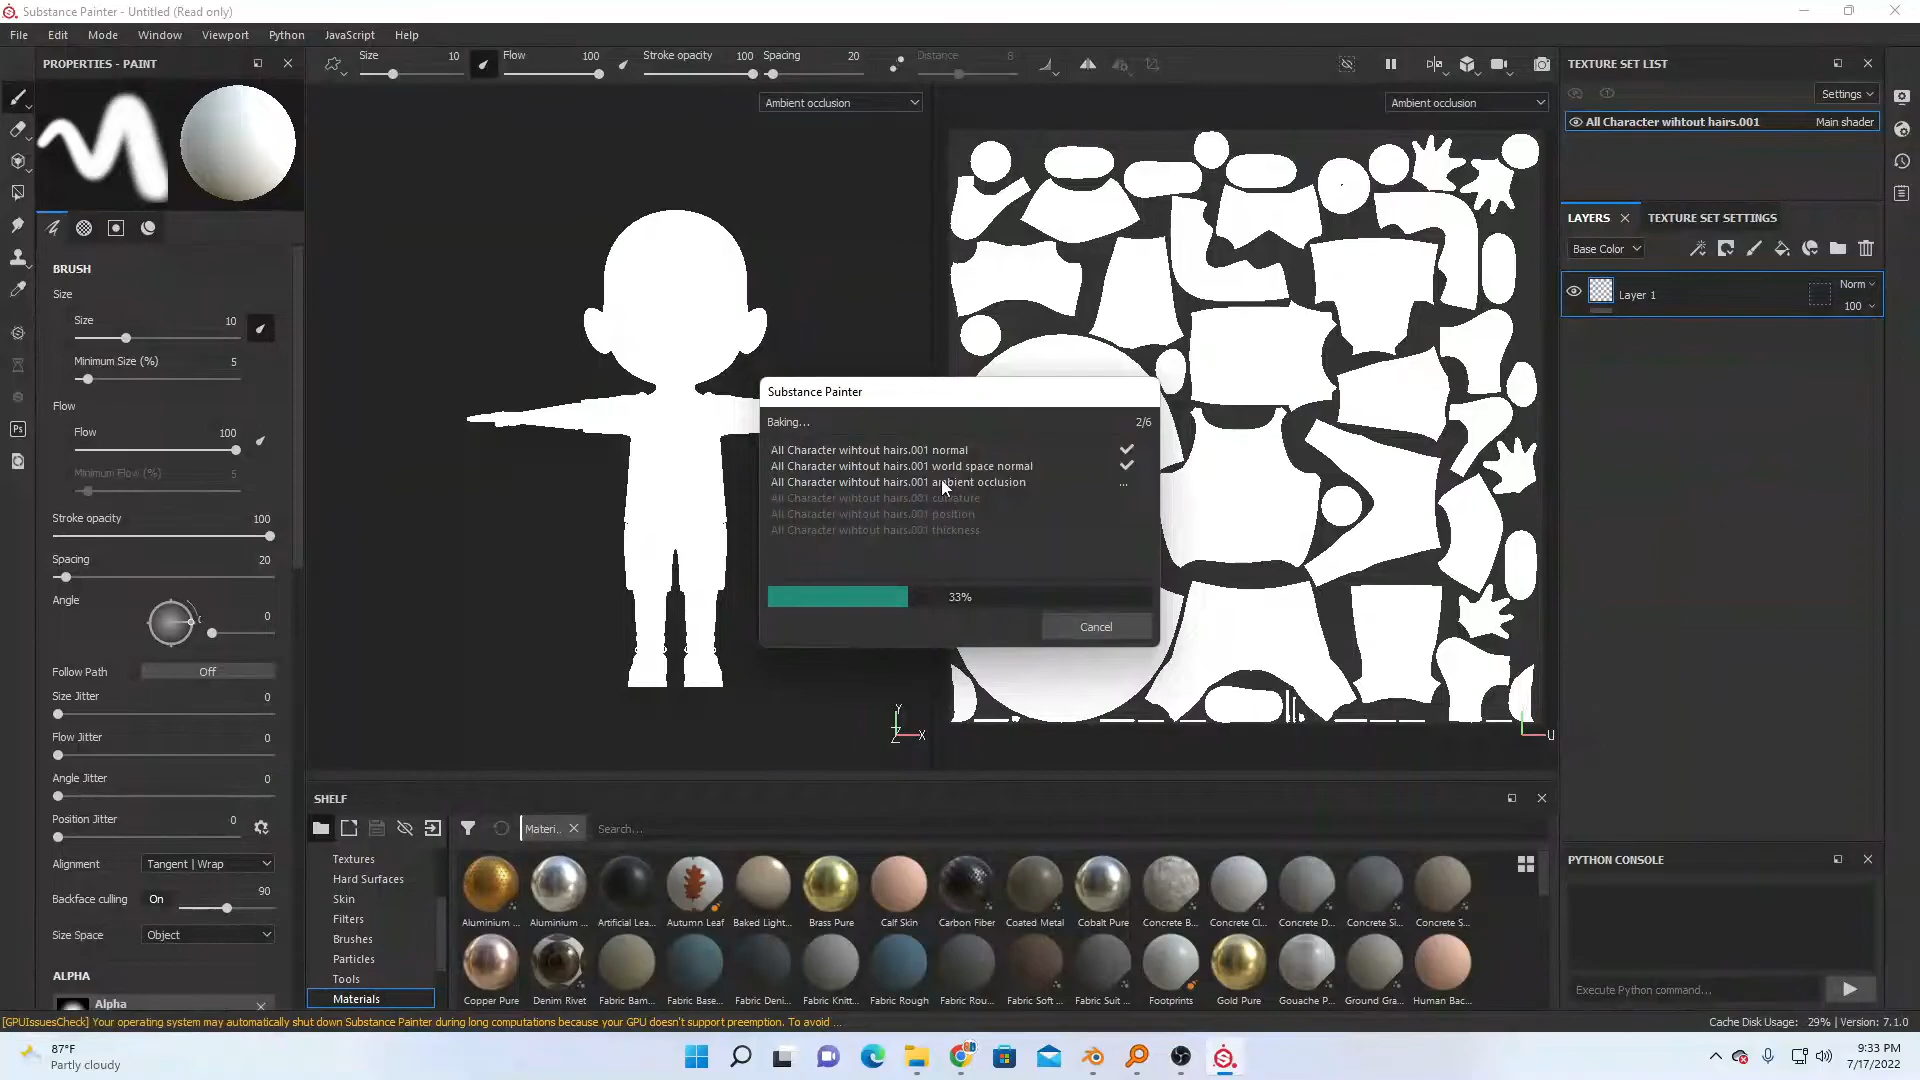 Substance Painter - Untitled (Read only)
File Edit Mode Window Viewport Python JavaScript Help
PROPERTIES - PAINT
Size 10 Flow 100 Stroke opacity 100 Spacing 20 Distance 8
TEXTURE SET LIST
Settings
Ambient occlusion
Ambient occlusion
All Character wihtout hairs.001 Main shader
LAYERS
TEXTURE SET SETTINGS
Base Color
Layer 1
Norm
100
BRUSH
Size
Size 10
Minimum Size (%) 5
Flow
Flow 100
Minimum Flow (%) 5
Stroke opacity 100
Spacing 20
Angle 0
Follow Path Off
Size Jitter 0
Flow Jitter 0
Angle Jitter 0
Position Jitter 0
Alignment Tangent | Wrap
Backface culling On 90
Size Space Object
ALPHA
Alpha
Ps
Substance Painter
Baking... 2/6
All Character wihtout hairs.001 normal
All Character wihtout hairs.001 world space normal
All Character wihtout hairs.001 ambient occlusion ...
All Character wihtout hairs.001 curvature
All Character wihtout hairs.001 position
All Character wihtout hairs.001 thickness
33%
Cancel
Y
Z X
U
SHELF
Materi..
Search...
Textures
Hard Surfaces
Skin
Filters
Brushes
Particles
Tools
Materials
Aluminium ... Aluminium ... Artificial Lea... Autumn Leaf Baked Light... Brass Pure Calf Skin Carbon Fiber Coated Metal Cobalt Pure Concrete B... Concrete Cl... Concrete D... Concrete Si... Concrete S...
Copper Pure Denim Rivet Fabric Bam... Fabric Base... Fabric Deni... Fabric Knitt... Fabric Rough Fabric Rou... Fabric Soft ... Fabric Suit ... Footprints Gold Pure Gouache P... Ground Gra... Human Bac...
PYTHON CONSOLE
Execute Python command...
[GPUIssuesCheck] Your operating system may automatically shut down Substance Painter during long computations because your GPU doesn't support preemption. To avoid ...
Cache Disk Usage: 29% | Version: 7.1.0
87°F
Partly cloudy
9:33 PM
7/17/2022